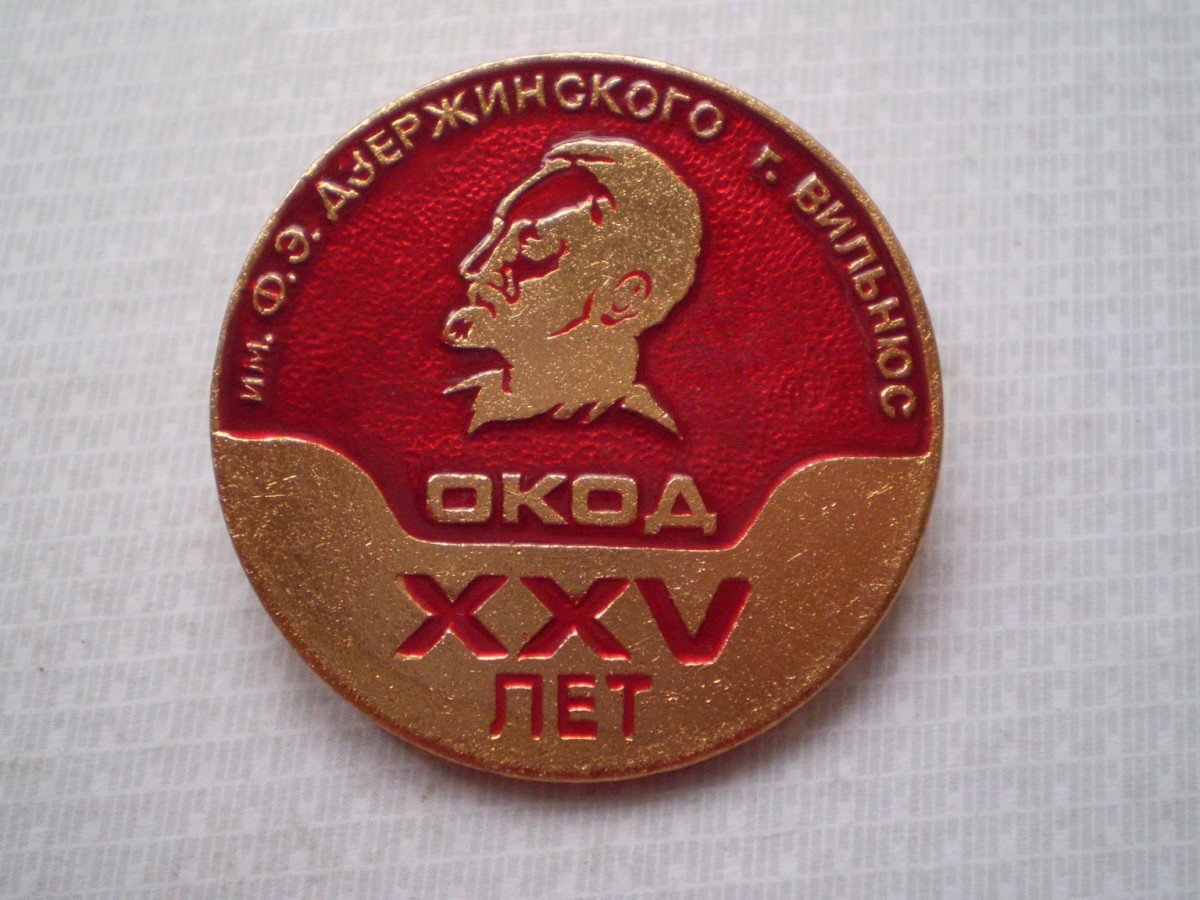 им. Ф.Э. ДЗЕРЖИНСКОГО г. ВИЛЬНЮС
ОКОД
XXV
ЛЕТ